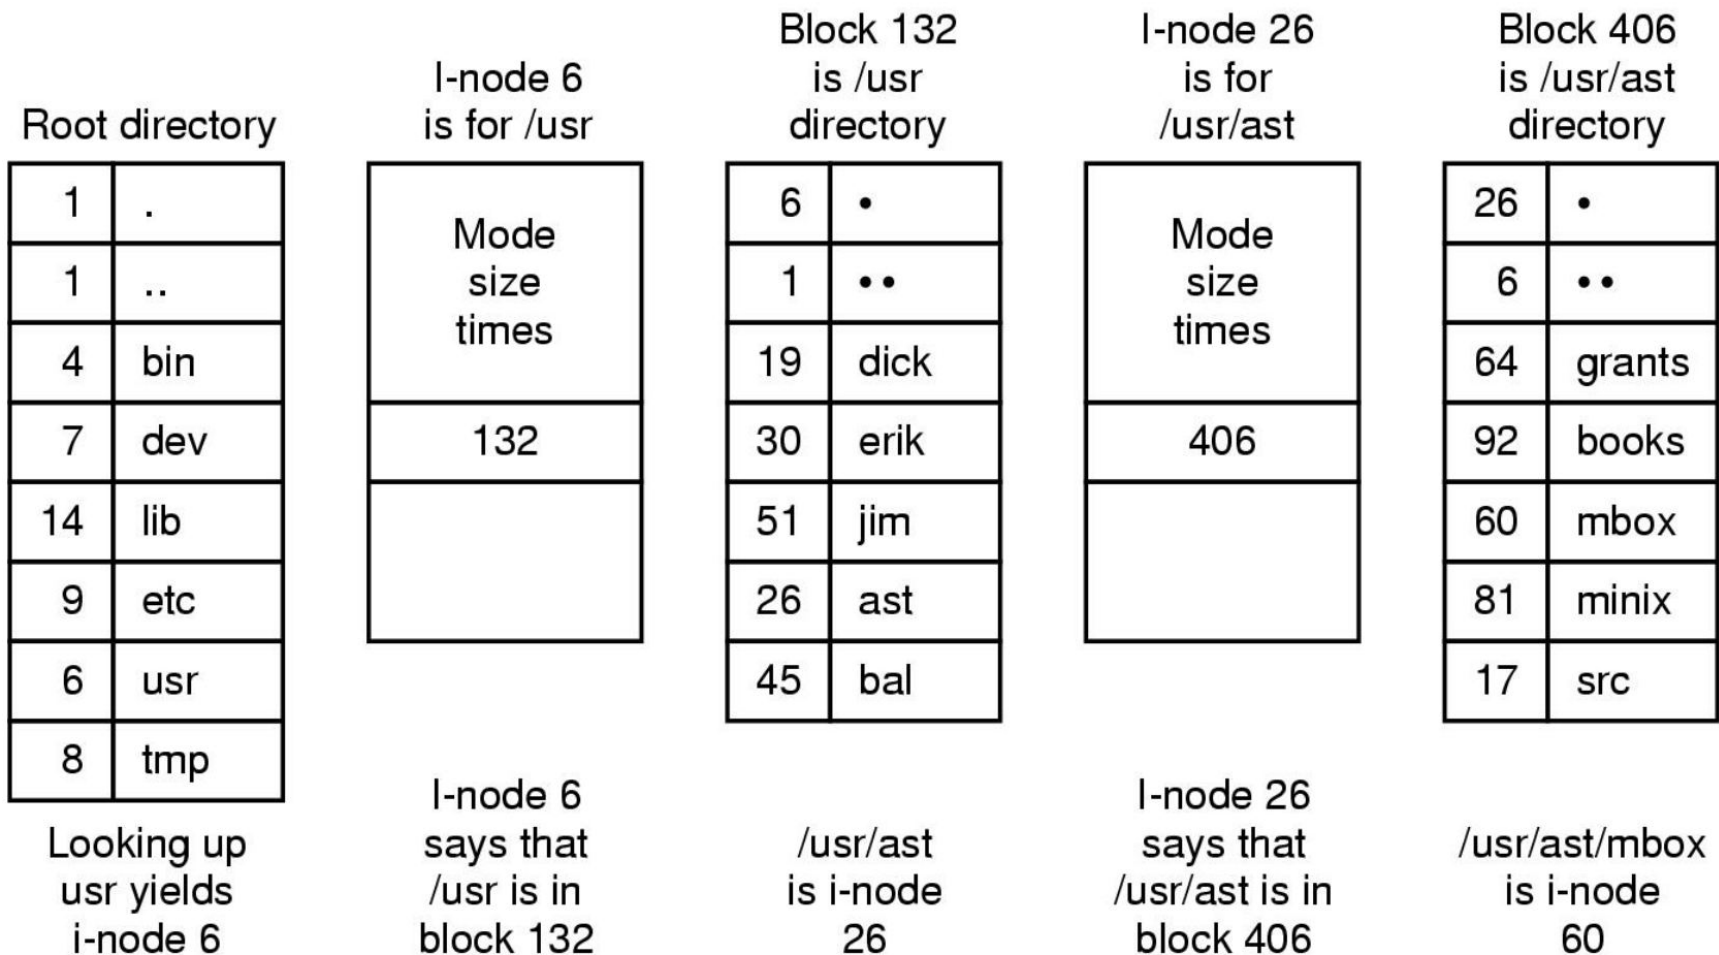 Root directory
1 .
1 ..
4 bin
7 dev
14 lib
9 etc
6 usr
8 tmp
Looking up
usr yields
i-node 6
I-node 6
is for /usr
Mode
size
times
132
I-node 6
says that
/usr is in
block 132
Block 132
is /usr
directory
6 •
1 ••
19 dick
30 erik
51 jim
26 ast
45 bal
/usr/ast
is i-node
26
I-node 26
is for
/usr/ast
Mode
size
times
406
I-node 26
says that
/usr/ast is in
block 406
Block 406
is /usr/ast
directory
26 •
6 ••
64 grants
92 books
60 mbox
81 minix
17 src
/usr/ast/mbox
is i-node
60